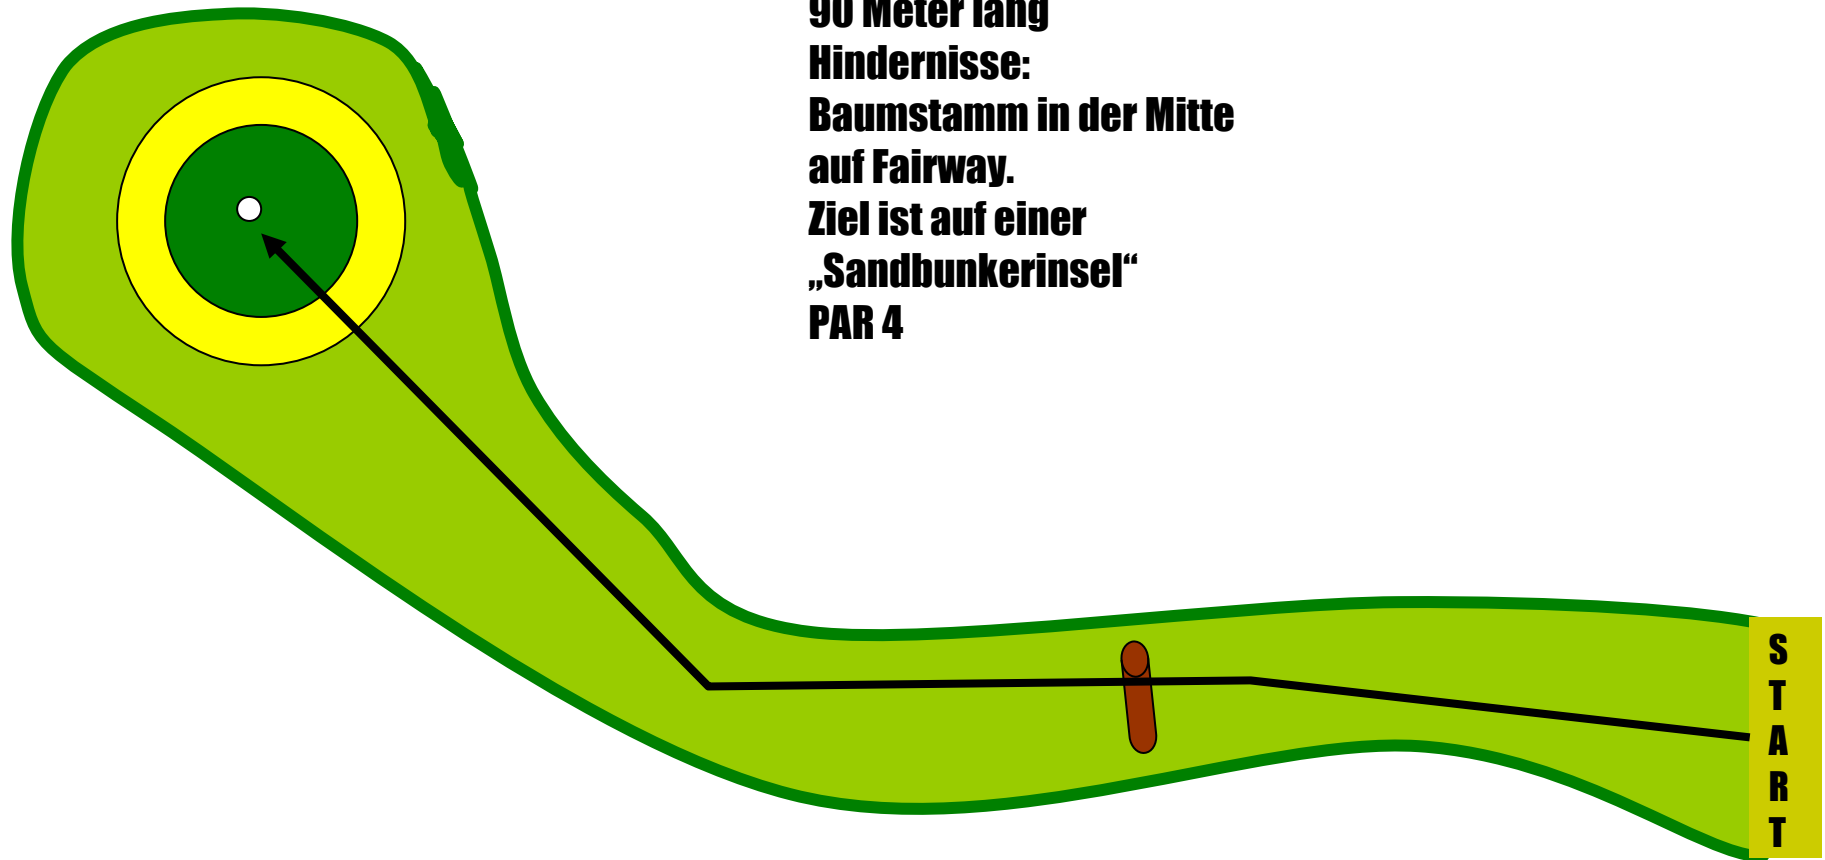 90 Meter lang
Hindernisse:
Baumstamm in der Mitte
auf Fairway.
Ziel ist auf einer
„Sandbunkerinsel“
PAR 4
S
T
A
R
T